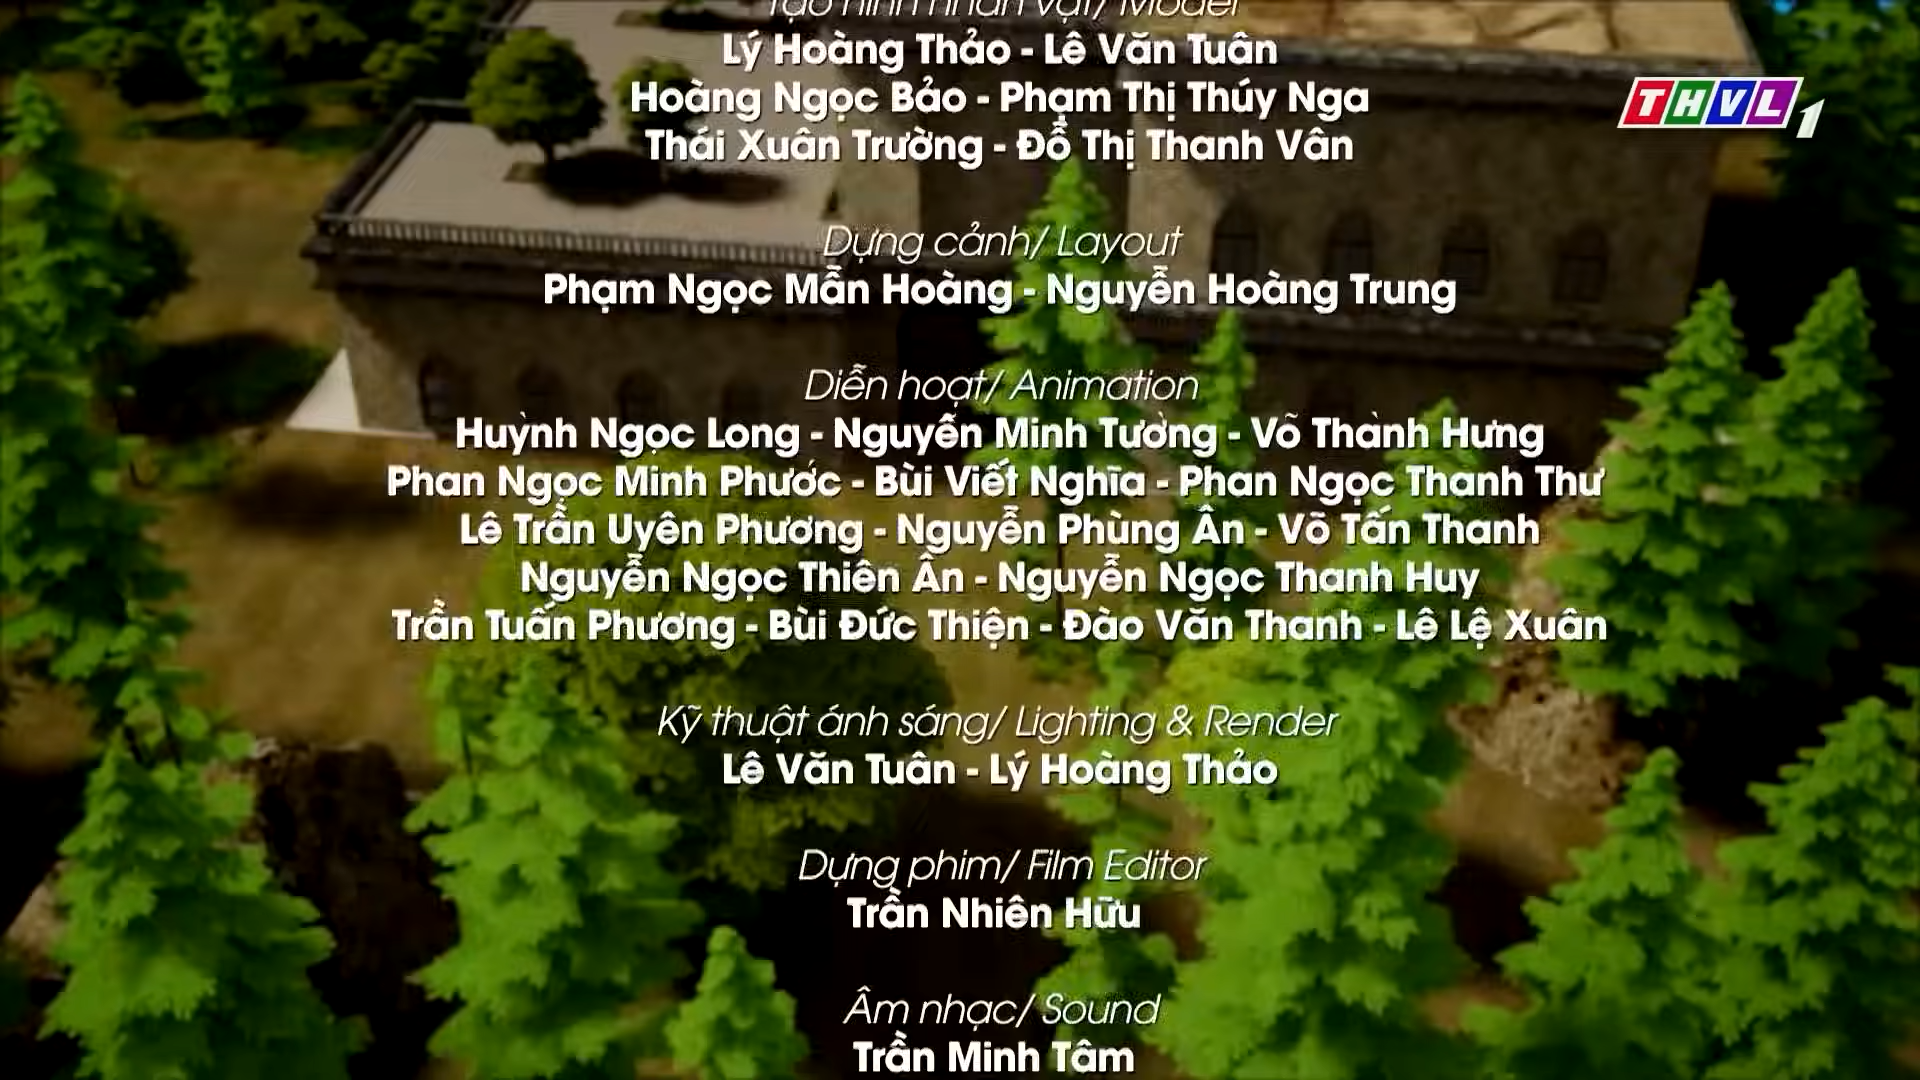 Tạo hình nhân vật/ Model
Lý Hoàng Thảo - Lê Văn Tuân
Hoàng Ngọc Bảo - Phạm Thị Thúy Nga
Thái Xuân Trường - Đỗ Thị Thanh Vân
THVL1
Dựng cảnh/ Layout
Phạm Ngọc Mẫn Hoàng - Nguyễn Hoàng Trung
Diễn hoạt/ Animation
Huỳnh Ngọc Long - Nguyễn Minh Tường - Võ Thành Hưng
Phan Ngọc Minh Phước - Bùi Viết Nghĩa - Phan Ngọc Thanh Thư
Lê Trần Uyên Phương - Nguyễn Phùng Ân - Võ Tấn Thanh
Nguyễn Ngọc Thiên Ân - Nguyễn Ngọc Thanh Huy
Trần Tuấn Phương - Bùi Đức Thiện - Đào Văn Thanh - Lê Lệ Xuân
Kỹ thuật ánh sáng/ Lighting & Render
Lê Văn Tuân - Lý Hoàng Thảo
Dựng phim/ Film Editor
Trần Nhiên Hữu
Âm nhạc/ Sound
Trần Minh Tâm